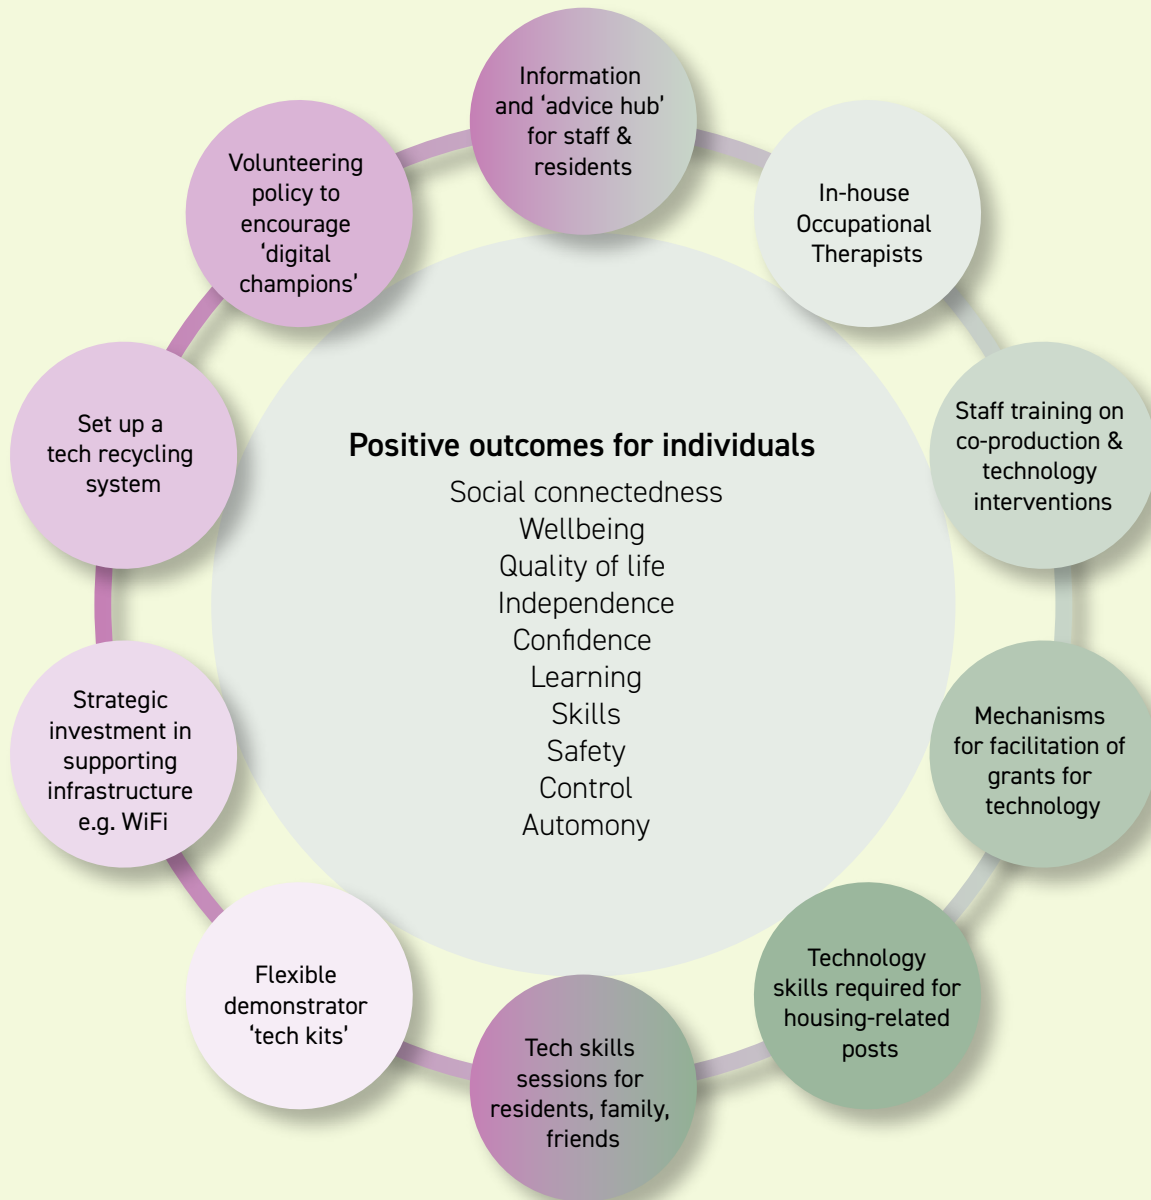 Information
and ‘advice hub’
for staff &
residents
In-house
Occupational
Therapists
Staff training on
co-production &
technology
interventions
Mechanisms
for facilitation of
grants for
technology
Technology
skills required for
housing-related
posts
Tech skills
sessions for
residents, family,
friends
Flexible
demonstrator
‘tech kits’
Strategic
investment in
supporting
infrastructure
e.g. WiFi
Set up a
tech recycling
system
Volunteering
policy to
encourage
‘digital
champions’
Positive outcomes for individuals
Social connectedness
Wellbeing
Quality of life
Independence
Confidence
Learning
Skills
Safety
Control
Automony